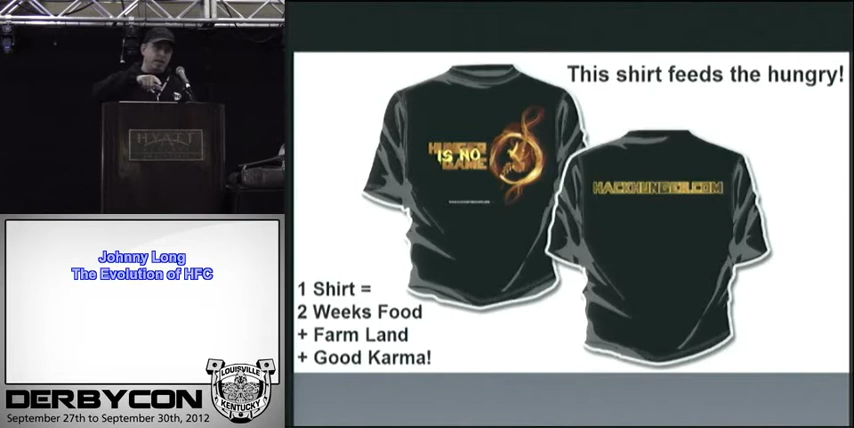 HYATT
Johnny Long
The Evolution of HFC
DERBYCON
September 27th to September 30th, 2012
LOUISVILLE
KENTUCKY
This shirt feeds the hungry!
HUNGER
IS NO
GAME
HACKHUNGER.COM
1 Shirt =
2 Weeks Food
+ Farm Land
+ Good Karma!